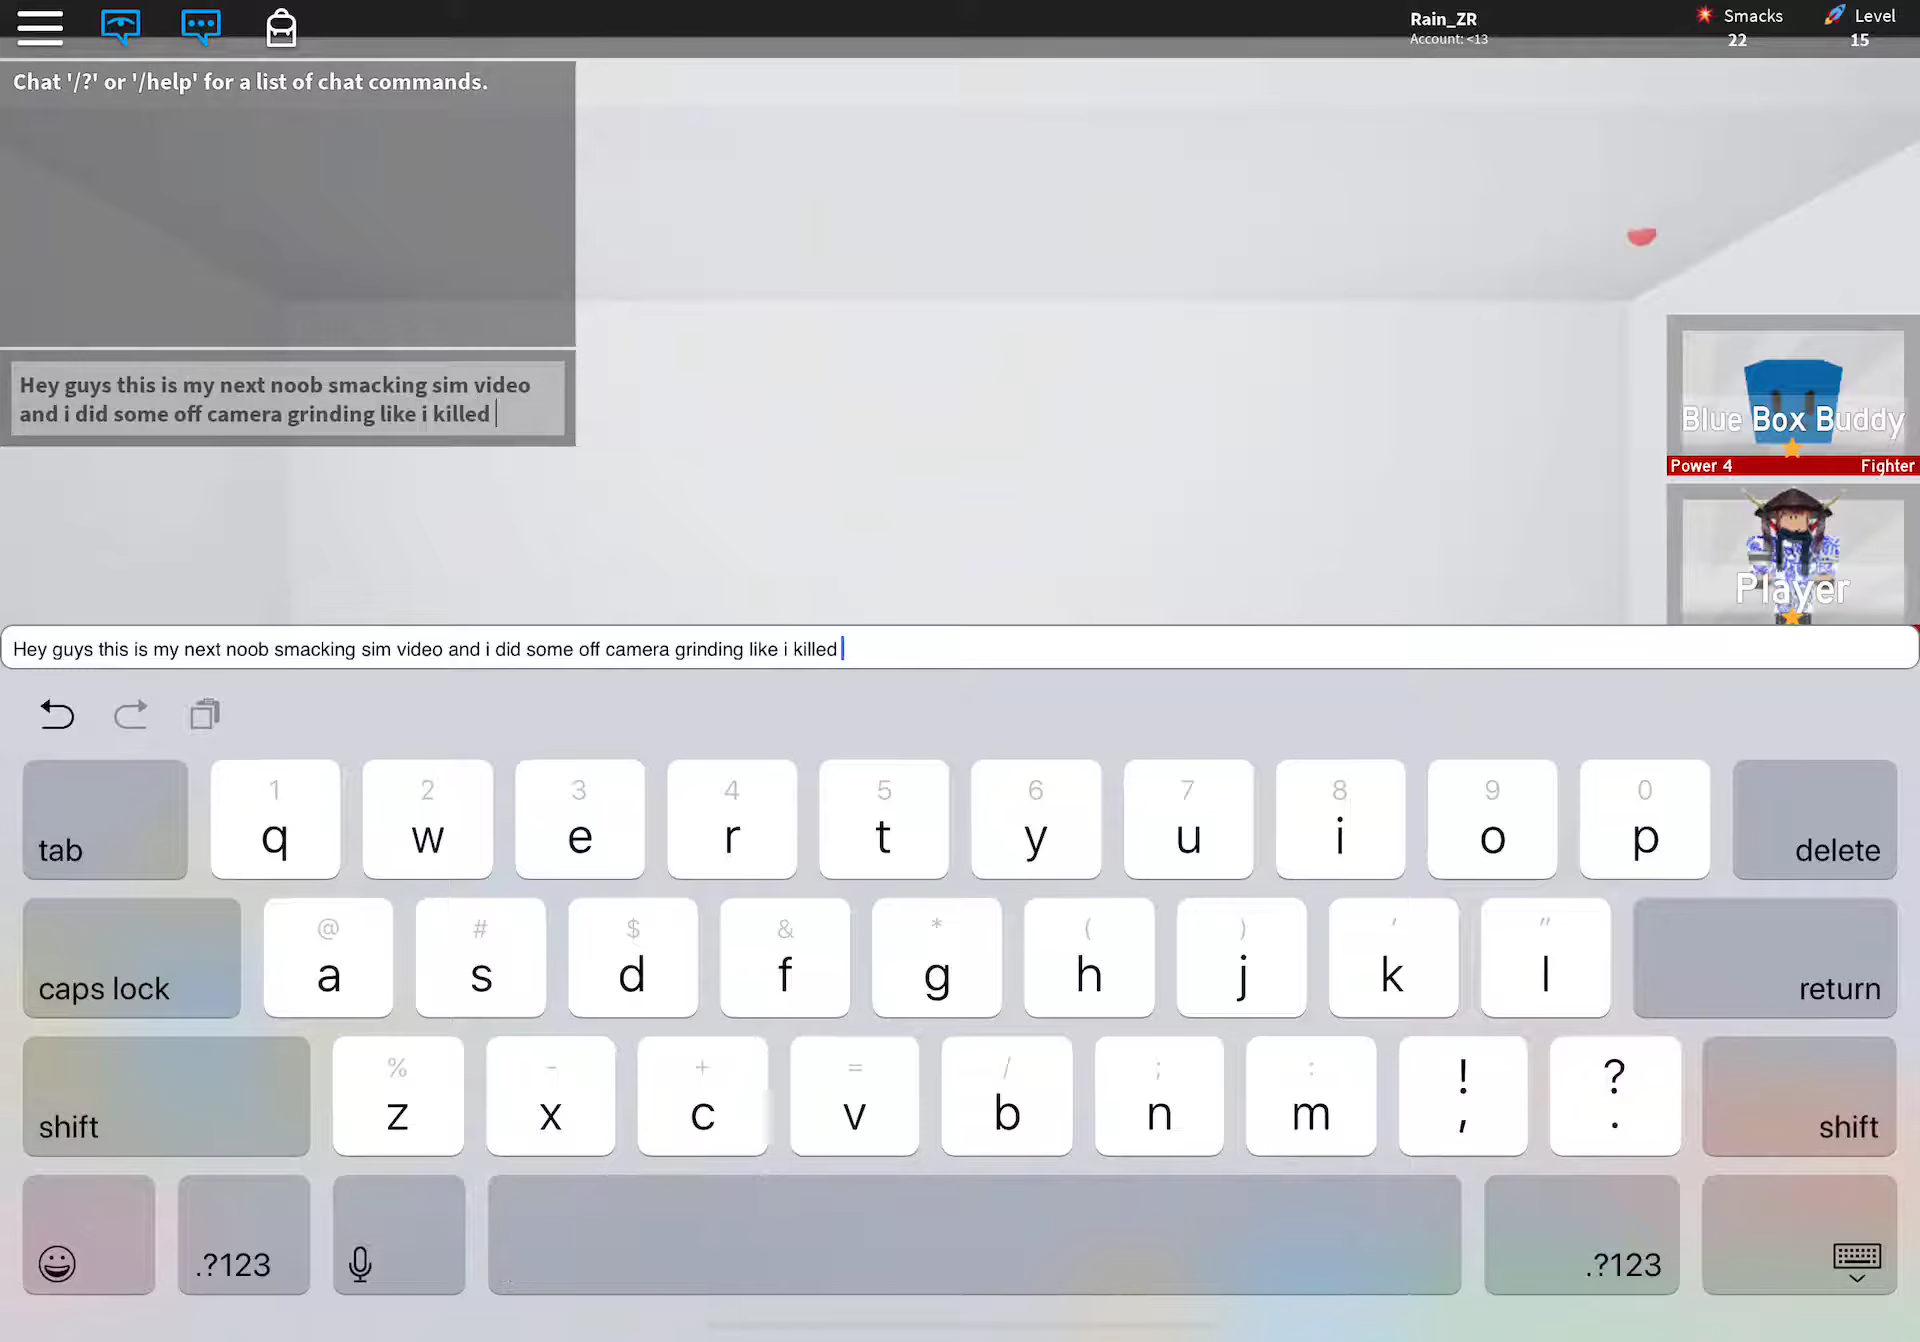 Rain_ZR
Account: <13
Smacks
22
Level
15
Chat '/?' or '/help' for a list of chat commands.
Hey guys this is my next noob smacking sim video
and i did some off camera grinding like i killed
Blue Box Buddy
Power 4 Fighter
Player
Hey guys this is my next noob smacking sim video and i did some off camera grinding like i killed
1 2 3 4 5 6 7 8 9 0
tab q w e r t y u i o p delete
@ # $ & * ( ) ' "
caps lock a s d f g h j k l return
% - + = / ; : ! ?
shift z x c v b n m , . shift
.?123 .?123